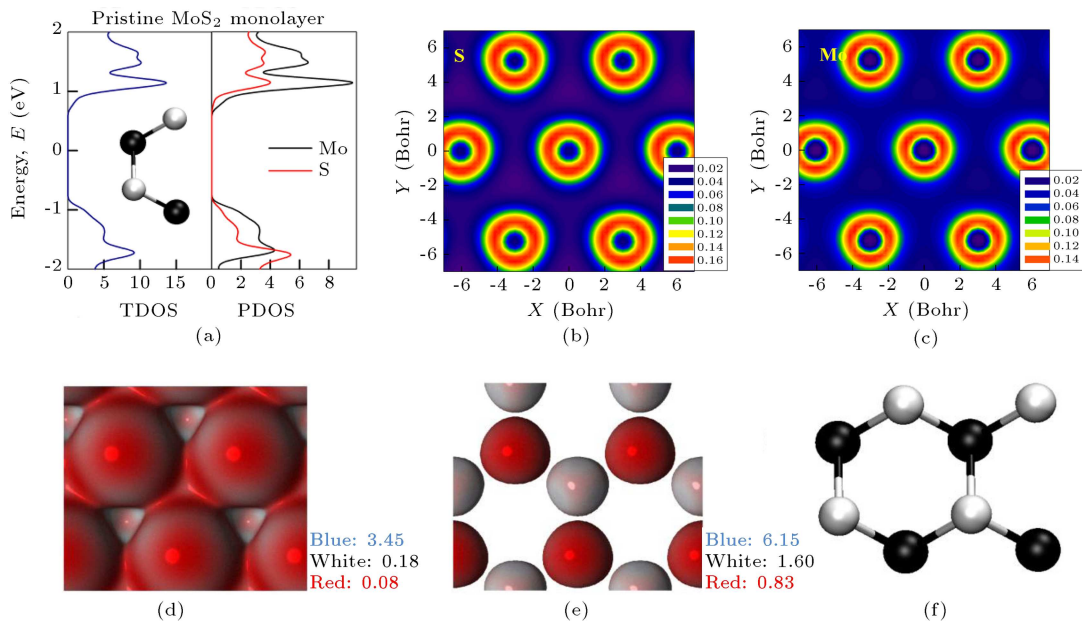 Pristine MoS2 monolayer
2
1
0
-1
-2
Energy, E (eV)
Mo
S
0 5 10 15
0 2 4 6 8
TDOS
PDOS
(a)
S
6
4
2
0
-2
-4
-6
Y (Bohr)
0.02
0.04
0.06
0.08
0.10
0.12
0.14
0.16
-6 -4 -2 0 2 4 6
X (Bohr)
(b)
Mo
6
4
2
0
-2
-4
-6
Y (Bohr)
0.02
0.04
0.06
0.08
0.10
0.12
0.14
-6 -4 -2 0 2 4 6
X (Bohr)
(c)
Blue: 3.45
White: 0.18
Red: 0.08
(d)
Blue: 6.15
White: 1.60
Red: 0.83
(e)
(f)